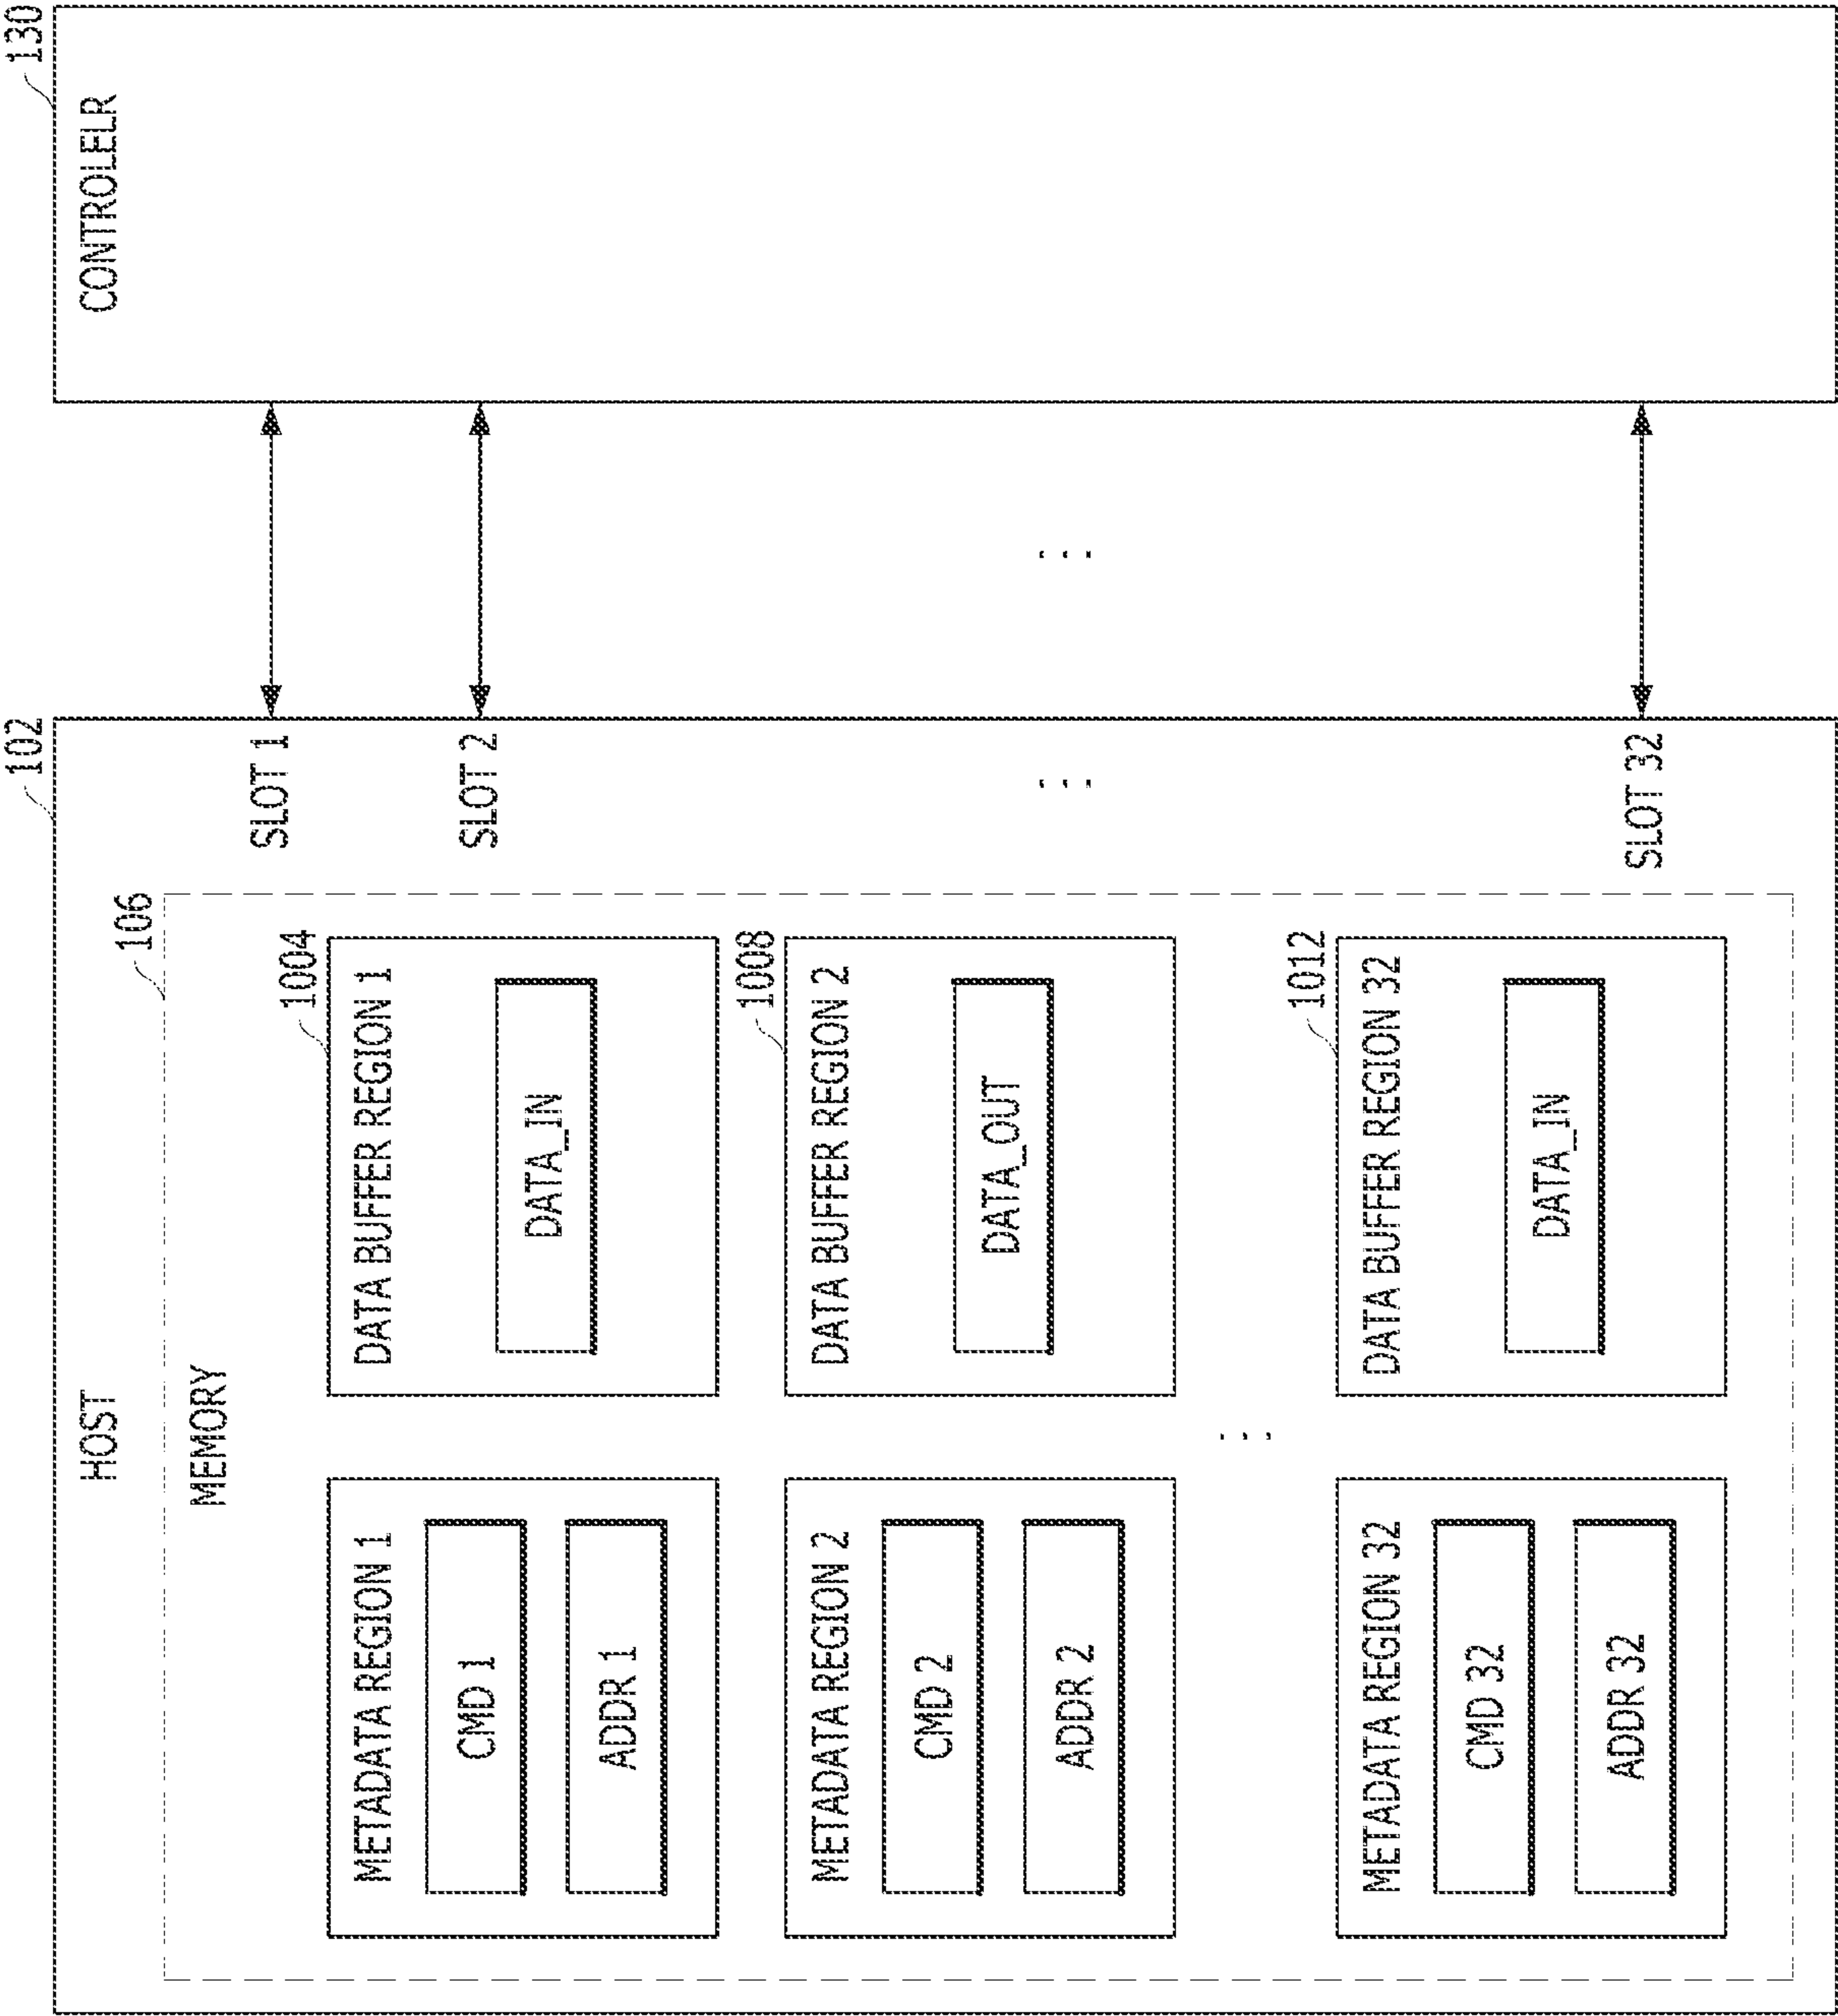 102
130
HOST
CONTROLELR
106
MEMORY
1004
METADATA REGION 1
DATA BUFFER REGION 1
SLOT 1
CMD 1
DATA_IN
ADDR 1
SLOT 2
1008
METADATA REGION 2
DATA BUFFER REGION 2
CMD 2
DATA_OUT
ADDR 2
. . .
. . .
. . .
1012
METADATA REGION 32
DATA BUFFER REGION 32
CMD 32
DATA_IN
ADDR 32
SLOT 32